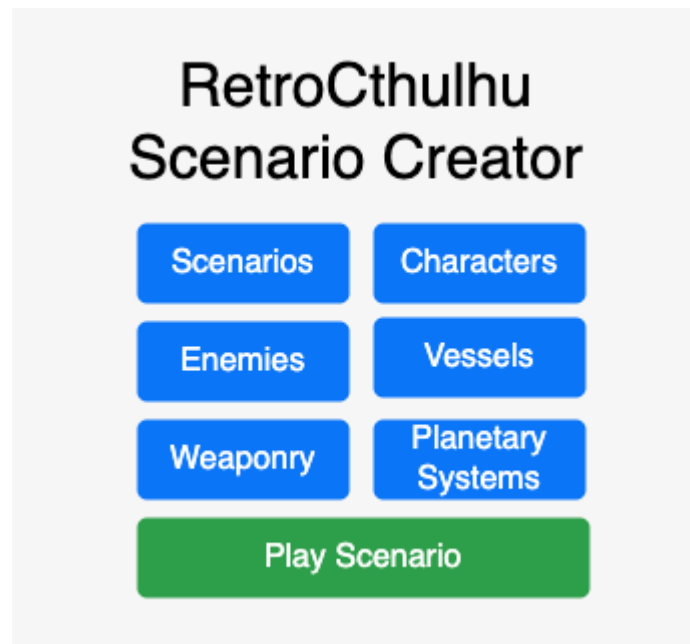 RetroCthulhu
Scenario Creator
Scenarios
Characters
Enemies
Vessels
Weaponry
Planetary
Systems
Play Scenario